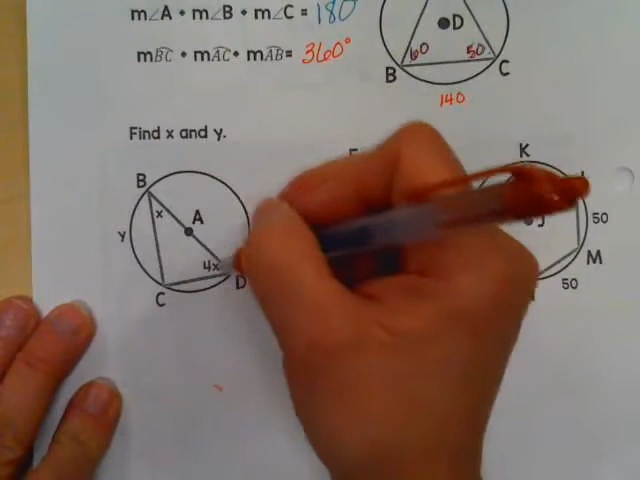 m∠A • m∠B • m∠C = 180
mBC • mAC • mAB = 360°
D
60
50
B
C
140
Find x and y.
B
x
A
y
4x
D
C
K
J
50
M
50